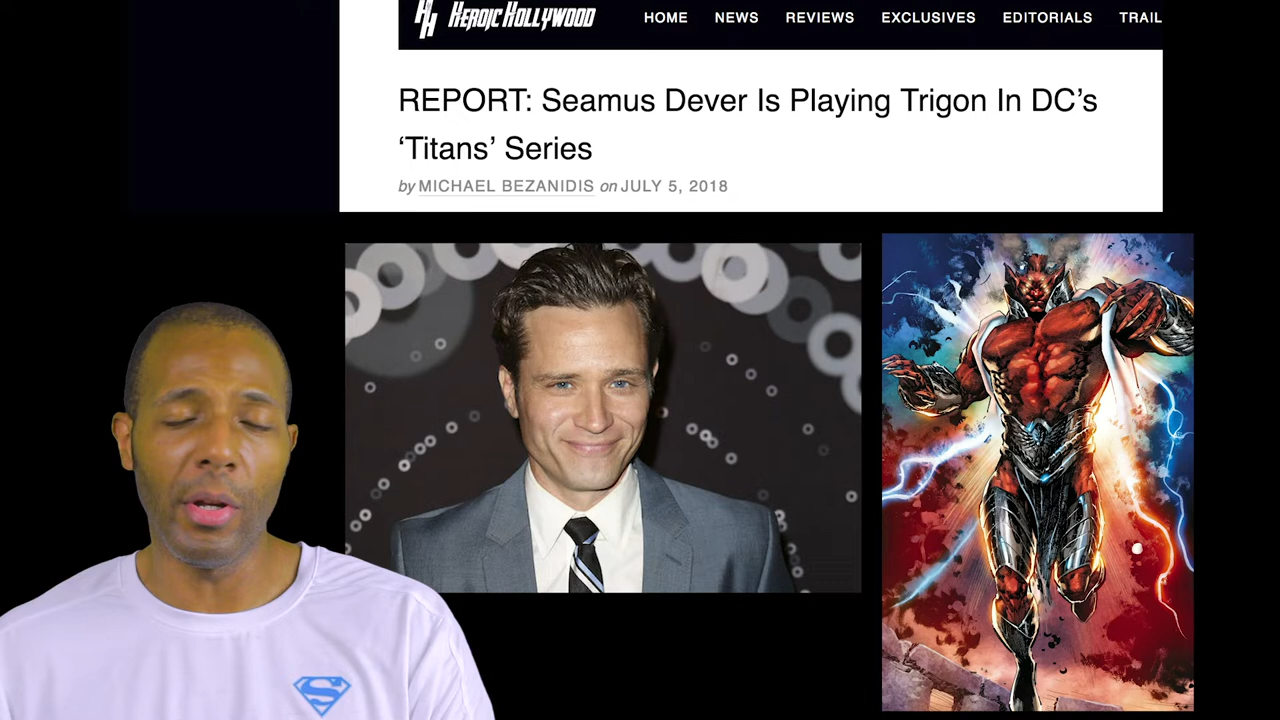 HH HEROIC HOLLYWOOD HOME NEWS REVIEWS EXCLUSIVES EDITORIALS TRAIL
REPORT: Seamus Dever Is Playing Trigon In DC’s
‘Titans’ Series
by MICHAEL BEZANIDIS on JULY 5, 2018
S